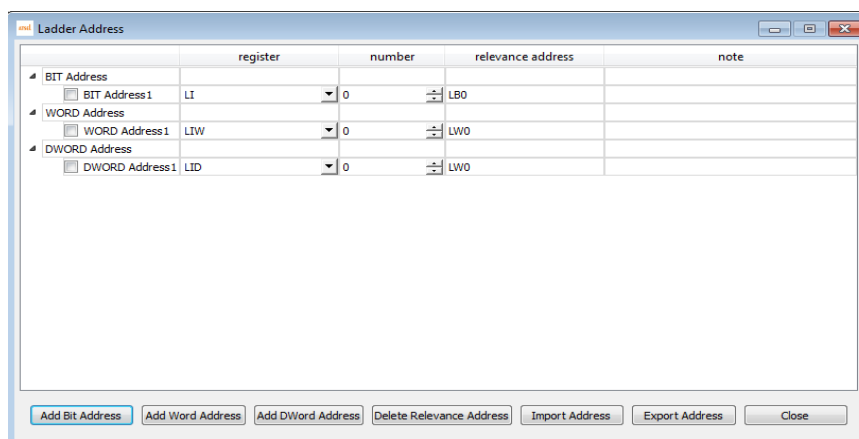 Ladder Address
register number relevance address note
BIT Address
BIT Address1 LI 0 LB0
WORD Address
WORD Address1 LIW 0 LW0
DWORD Address
DWORD Address1 LID 0 LW0
Add Bit Address Add Word Address Add DWord Address Delete Relevance Address Import Address Export Address Close